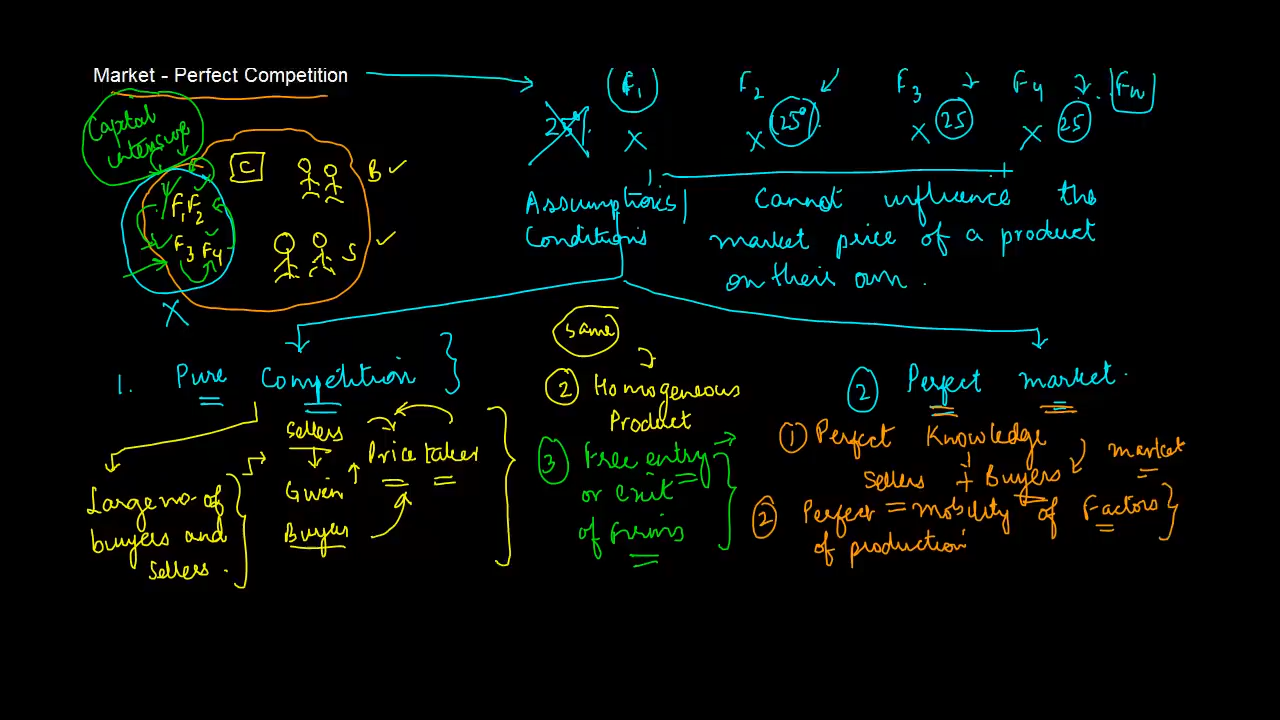 Market - Perfect Competition
F1 F2 F3 F4 Fn
25% 25% 25 25
X X X X
Capital
C
B
F1 F2
F3 F4
S
X
Assumptions
Conditions
Cannot influence the
market price of a product
on their own.
1. Pure Competition
Large no. of
buyers and
sellers.
Sellers
Given
Buyers
Price taker
same
2 Homogeneous
Product
3 Free entry
or exit
of Firms
2 Perfect market.
1 Perfect Knowledge
Sellers + Buyers
market
2 Perfect mobility of Factors
of production